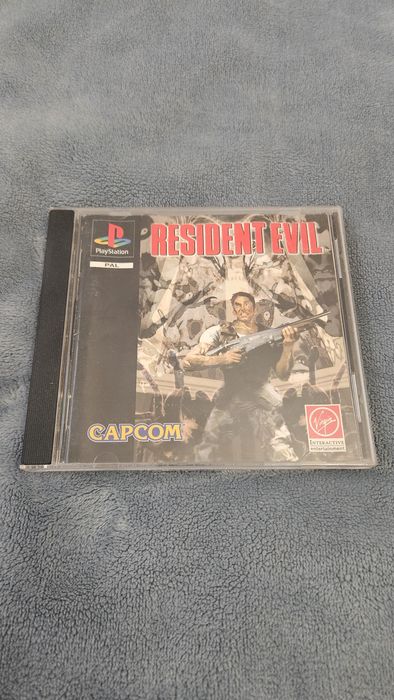 PlayStation
PAL
RESIDENT EVIL
CAPCOM
Virgin
INTERACTIVE
entertainment